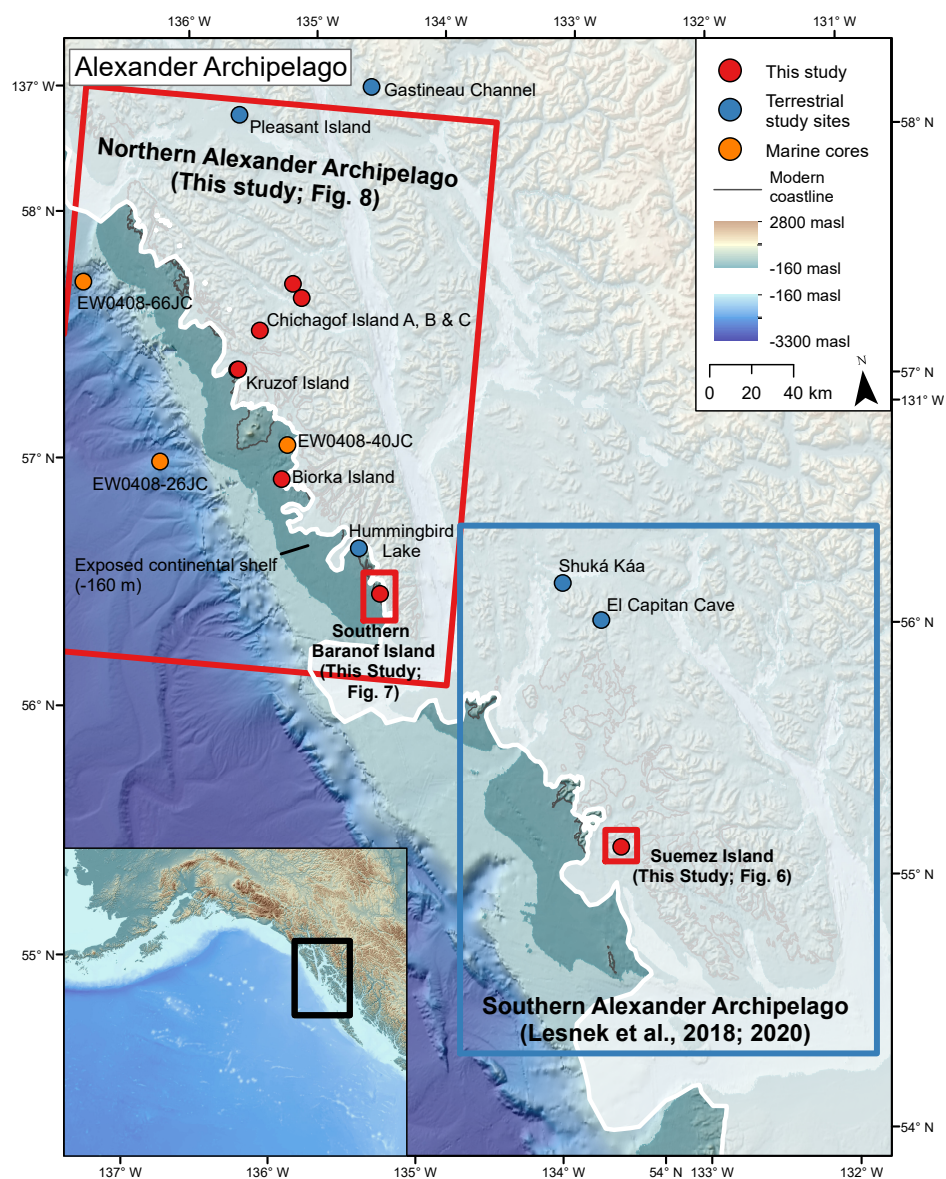 136° W
135° W
134° W
133° W
132° W
131° W
Alexander Archipelago
137° W
Gastineau Channel
Pleasant Island
Northern Alexander Archipelago
(This study; Fig. 8)
This study
Terrestrial
study sites
Marine cores
Modern
coastline
2800 masl
-160 masl
-160 masl
-3300 masl
N
0 20 40 km
58° N
58° N
EW0408-66JC
Chichagof Island A, B & C
Kruzof Island
57° N
131° W
EW0408-40JC
57° N
EW0408-26JC
Biorka Island
Hummingbird
Lake
Exposed continental shelf
(-160 m)
Shuká Káa
El Capitan Cave
56° N
Southern
Baranof Island
(This Study;
Fig. 7)
56° N
Suemez Island
(This Study; Fig. 6)
55° N
55° N
Southern Alexander Archipelago
(Lesnek et al., 2018; 2020)
54° N
137° W
136° W
135° W
134° W
54° N
133° W
132° W